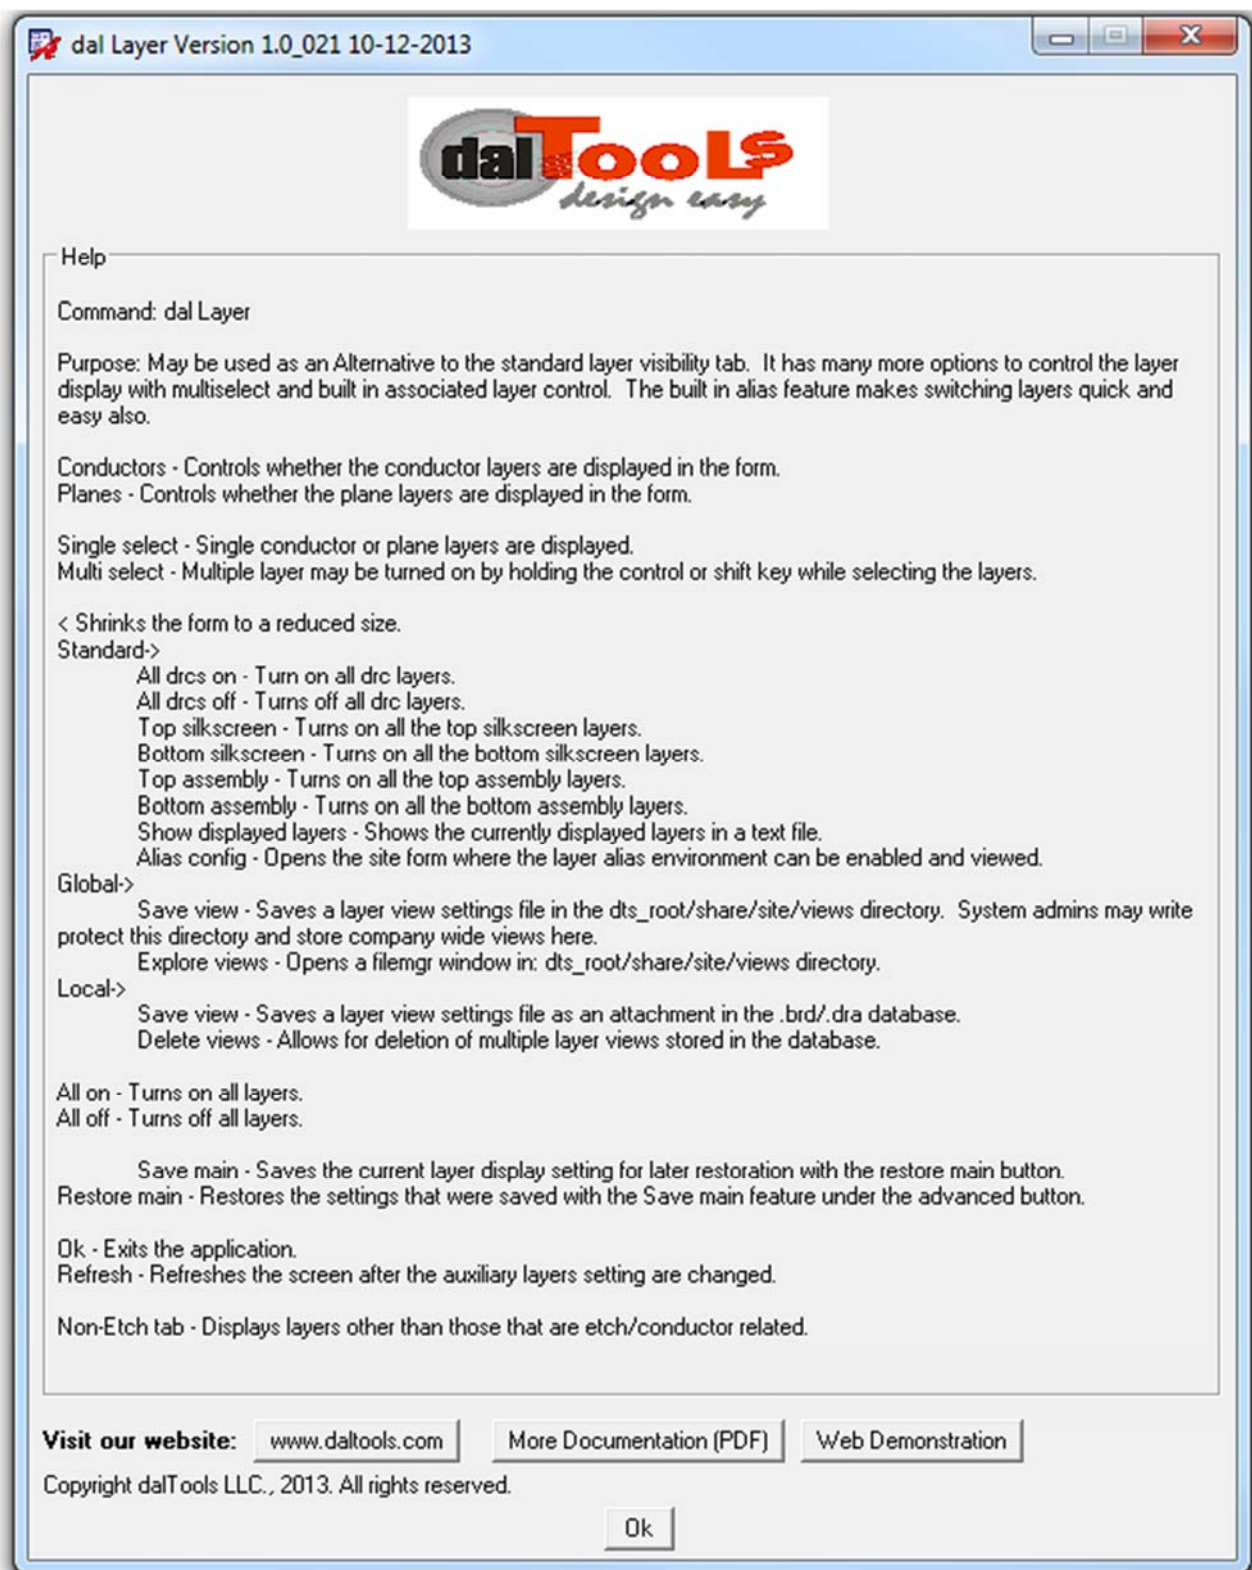 dal Layer Version 1.0_021 10-12-2013
dal TooLS
design easy
Help
Command: dal Layer
Purpose: May be used as an Alternative to the standard layer visibility tab.  It has many more options to control the layer
display with multiselect and built in associated layer control.  The built in alias feature makes switching layers quick and
easy also.
Conductors - Controls whether the conductor layers are displayed in the form.
Planes - Controls whether the plane layers are displayed in the form.
Single select - Single conductor or plane layers are displayed.
Multi select - Multiple layer may be turned on by holding the control or shift key while selecting the layers.
< Shrinks the form to a reduced size.
Standard->
All drcs on - Turn on all drc layers.
All drcs off - Turns off all drc layers.
Top silkscreen - Turns on all the top silkscreen layers.
Bottom silkscreen - Turns on all the bottom silkscreen layers.
Top assembly - Turns on all the top assembly layers.
Bottom assembly - Turns on all the bottom assembly layers.
Show displayed layers - Shows the currently displayed layers in a text file.
Alias config - Opens the site form where the layer alias environment can be enabled and viewed.
Global->
Save view - Saves a layer view settings file in the dts_root/share/site/views directory.  System admins may write
protect this directory and store company wide views here.
Explore views - Opens a filemgr window in: dts_root/share/site/views directory.
Local->
Save view - Saves a layer view settings file as an attachment in the .brd/.dra database.
Delete views - Allows for deletion of multiple layer views stored in the database.
All on - Turns on all layers.
All off - Turns off all layers.
Save main - Saves the current layer display setting for later restoration with the restore main button.
Restore main - Restores the settings that were saved with the Save main feature under the advanced button.
Ok - Exits the application.
Refresh - Refreshes the screen after the auxiliary layers setting are changed.
Non-Etch tab - Displays layers other than those that are etch/conductor related.
Visit our website: www.daltools.com More Documentation (PDF) Web Demonstration
Copyright dalTools LLC., 2013. All rights reserved.
Ok